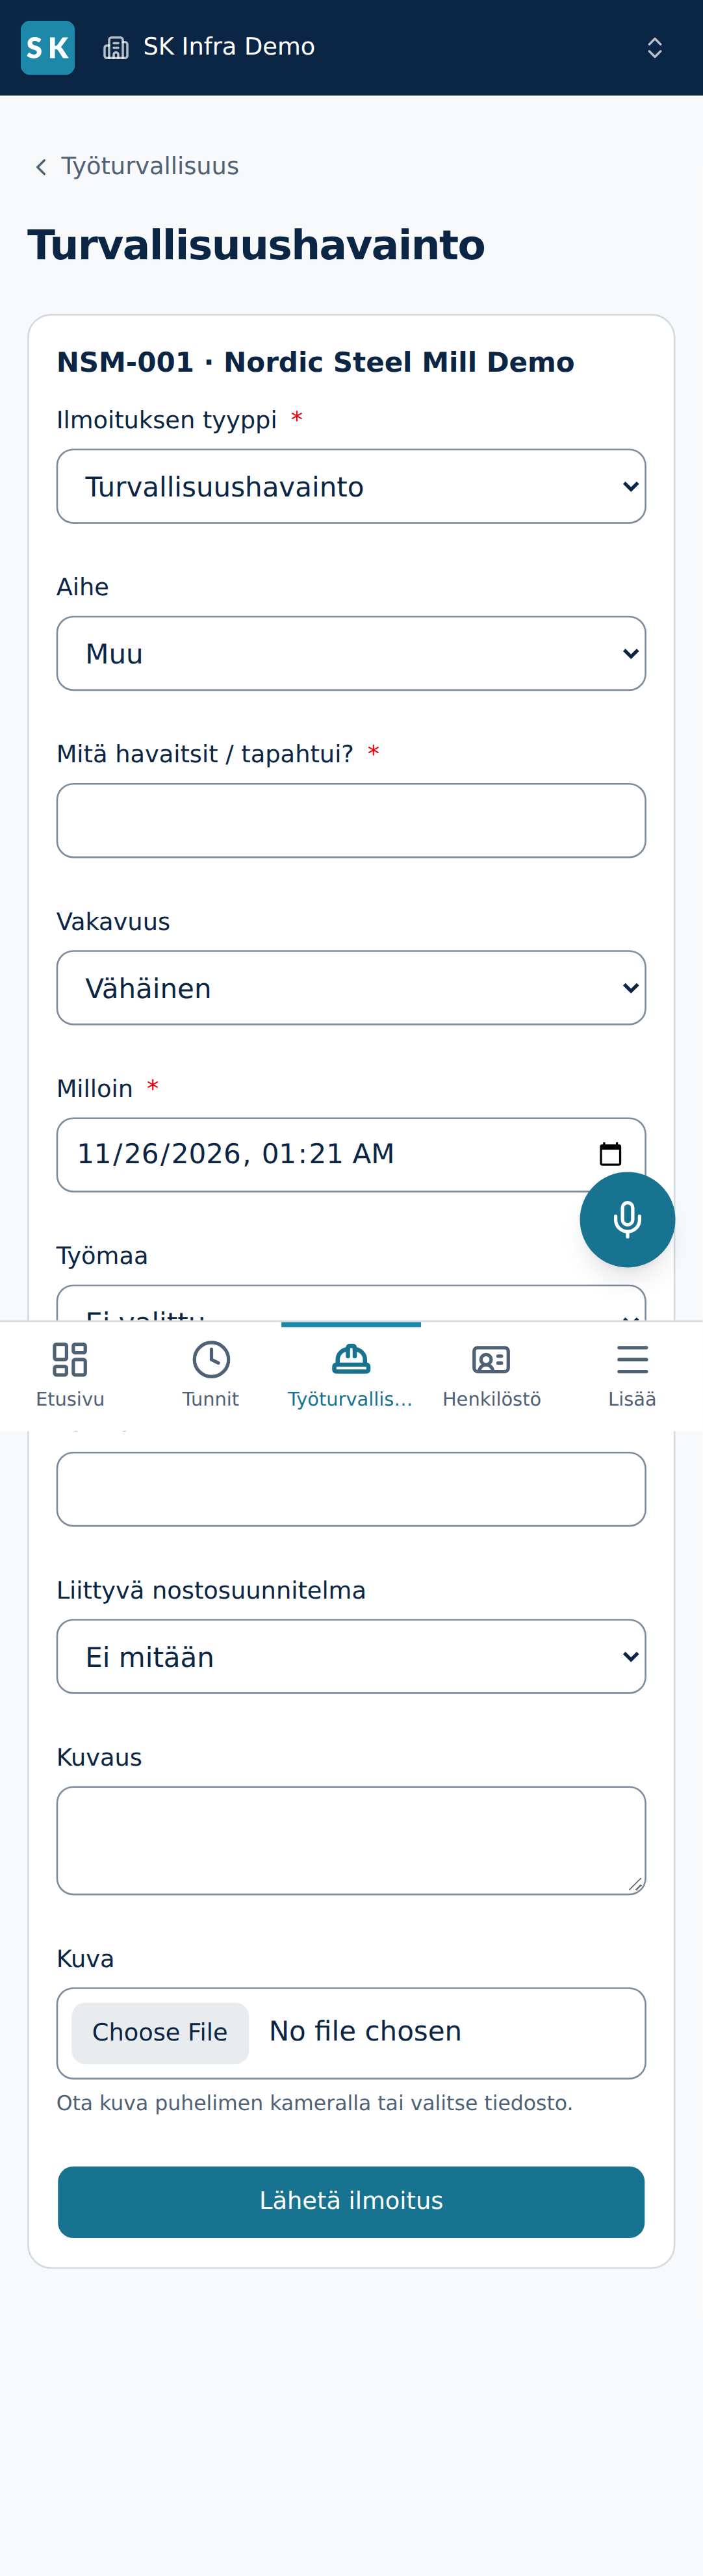 SK
SK Infra Demo
Työturvallisuus
Turvallisuushavainto
NSM-001 · Nordic Steel Mill Demo
Ilmoituksen tyyppi *
Turvallisuushavainto
Aihe
Muu
Mitä havaitsit / tapahtui? *
Vakavuus
Vähäinen
Milloin *
11/26/2026, 01:21 AM
Työmaa
Ei valittu
Etusivu
Tunnit
Työturvallis...
Henkilöstö
Lisää
Liittyvä nostosuunnitelma
Ei mitään
Kuvaus
Kuva
Choose File No file chosen
Ota kuva puhelimen kameralla tai valitse tiedosto.
Lähetä ilmoitus